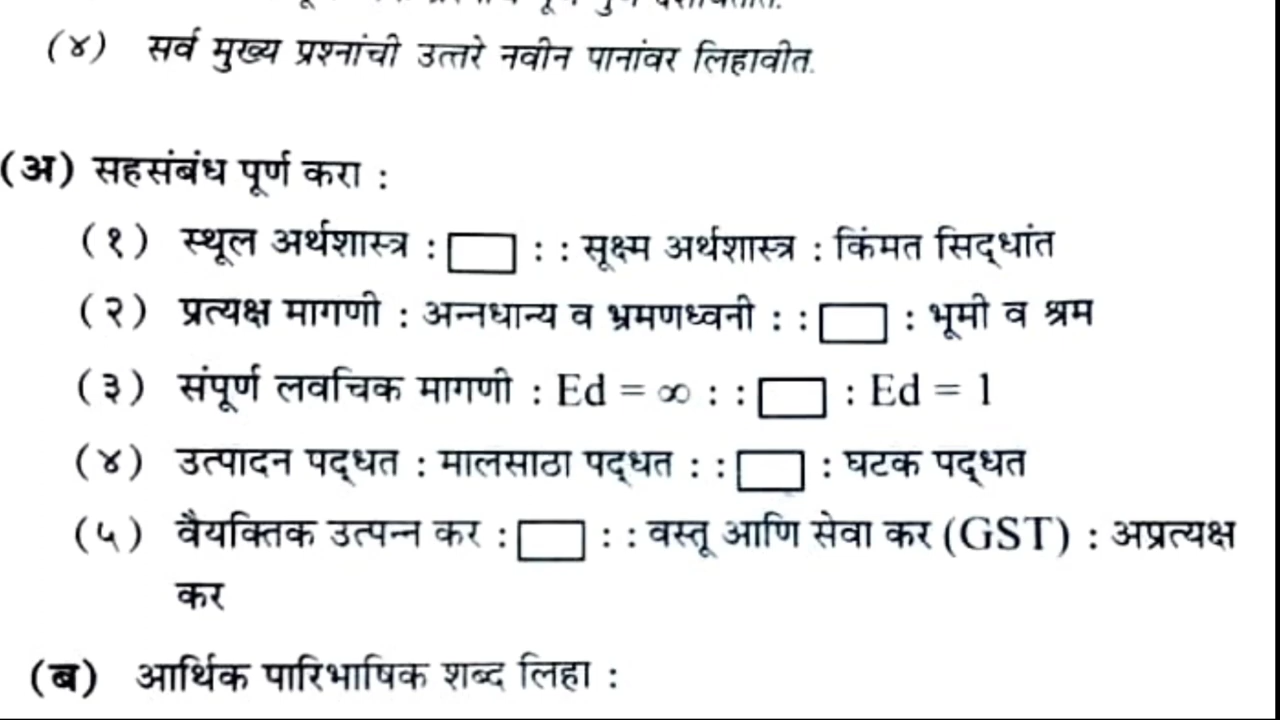 (४) सर्व मुख्य प्रश्नांची उत्तरे नवीन पानांवर लिहावीत.
(अ) सहसंबंध पूर्ण करा :
(१) स्थूल अर्थशास्त्र : : : सूक्ष्म अर्थशास्त्र : किंमत सिद्धांत
(२) प्रत्यक्ष मागणी : अन्नधान्य व भ्रमणध्वनी : : : भूमी व श्रम
(३) संपूर्ण लवचिक मागणी : Ed = ∞ : : : Ed = 1
(४) उत्पादन पद्धत : मालसाठा पद्धत : : : घटक पद्धत
(५) वैयक्तिक उत्पन्न कर : : : वस्तू आणि सेवा कर (GST) : अप्रत्यक्ष
कर
(ब) आर्थिक पारिभाषिक शब्द लिहा :